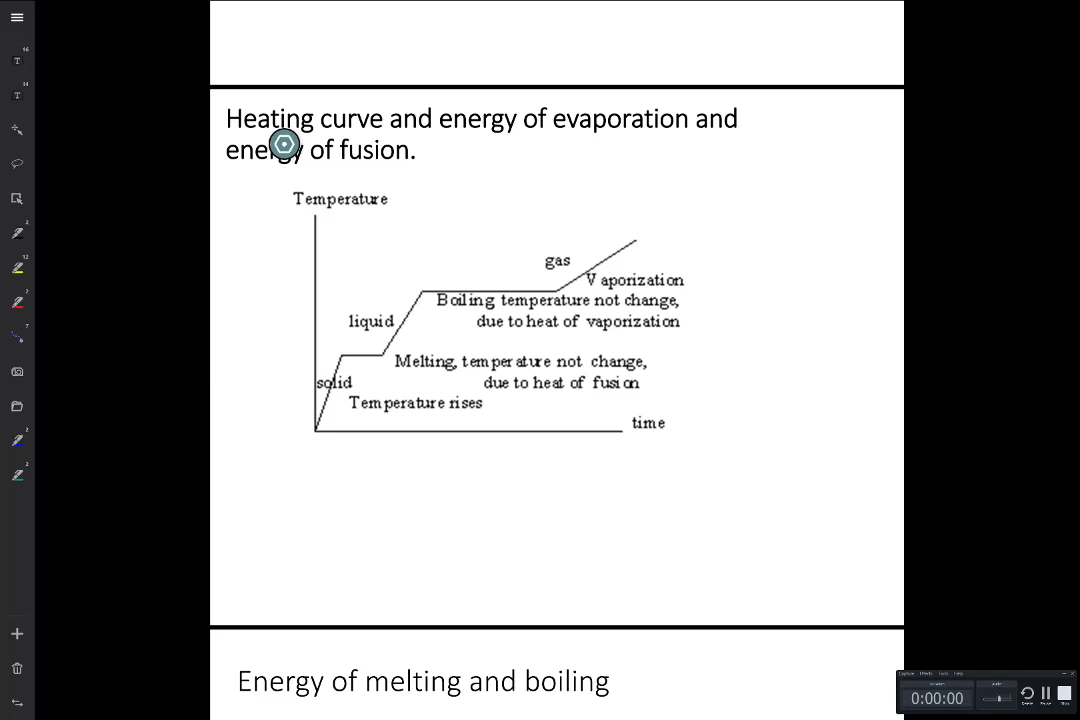 Heating curve and energy of evaporation and
energy of fusion.
Temperature
gas
Vaporization
Boiling temperature not change,
liquid
due to heat of vaporization
Melting, temperature not change,
solid
due to heat of fusion
Temperature rises
time
Energy of melting and boiling
0:00:00